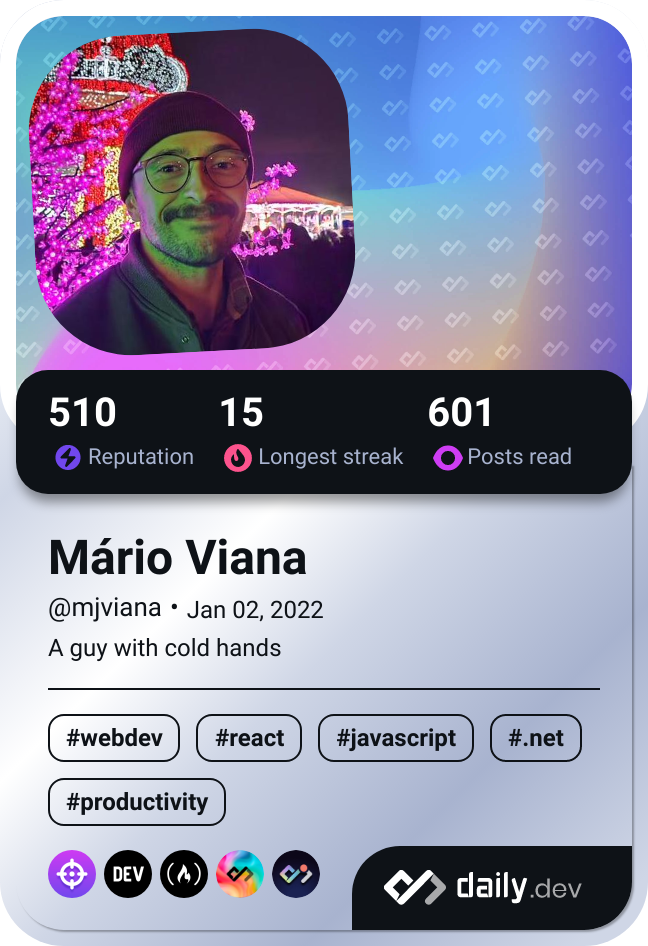 510 15 601
Reputation Longest streak Posts read
Mário Viana
@mjviana • Jan 02, 2022
A guy with cold hands
#webdev #react #javascript #.net
#productivity
DEV
daily.dev